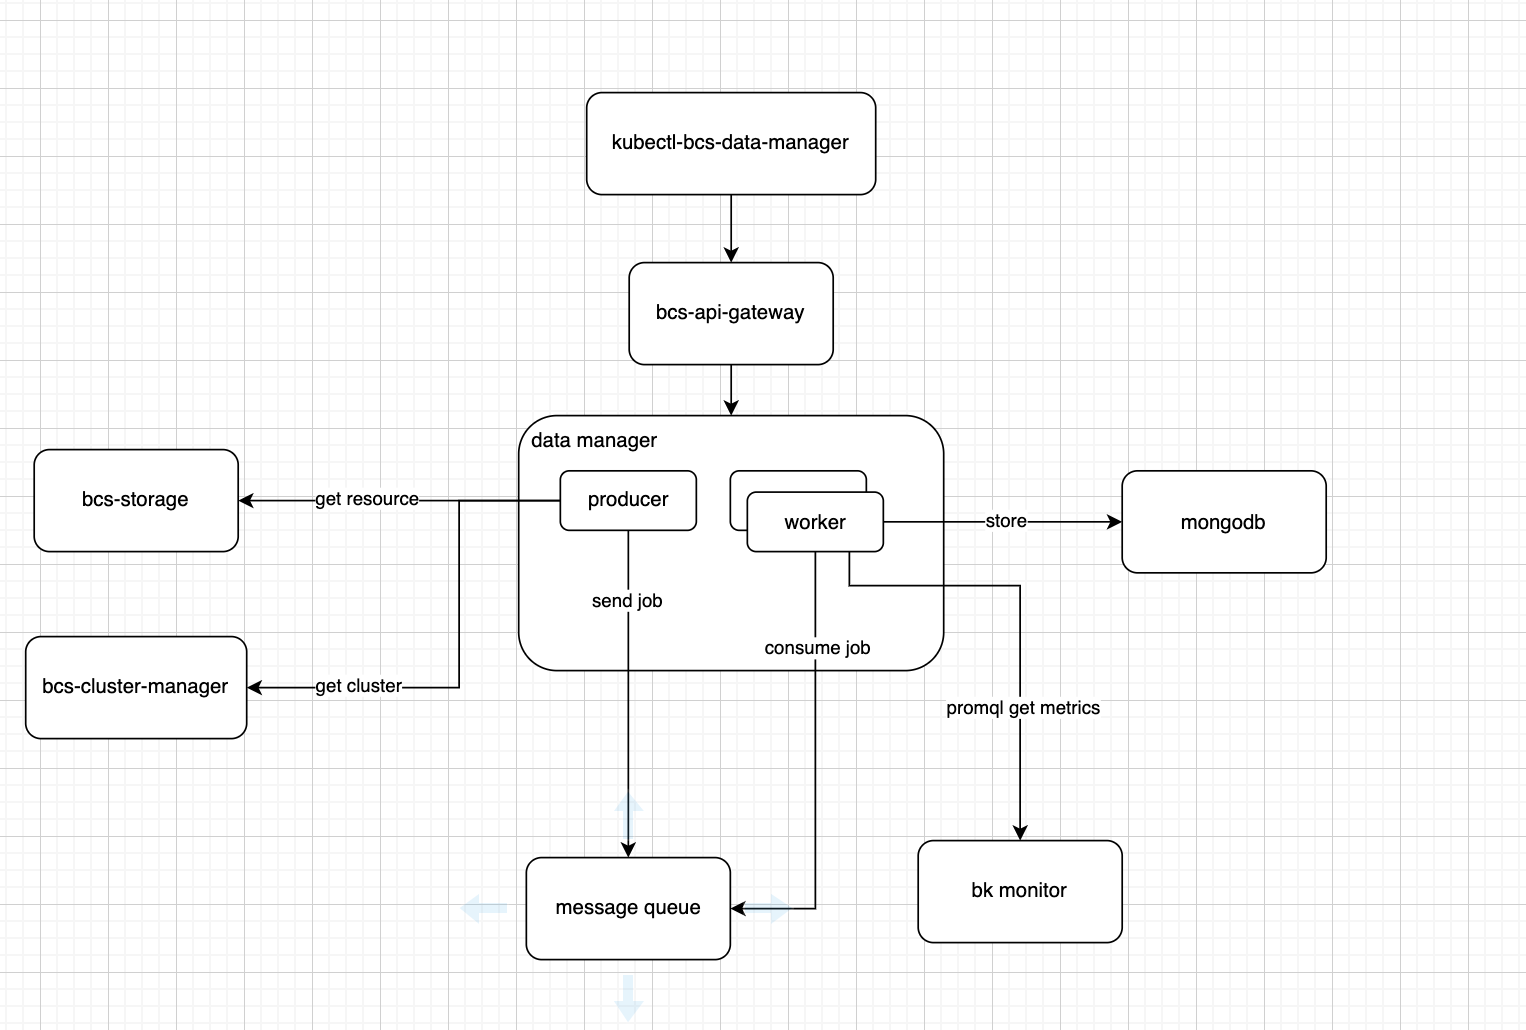 kubectl-bcs-data-manager
bcs-api-gateway
data manager
bcs-storage
get resource
producer
worker
store
mongodb
send job
consume job
bcs-cluster-manager
get cluster
promql get metrics
message queue
bk monitor